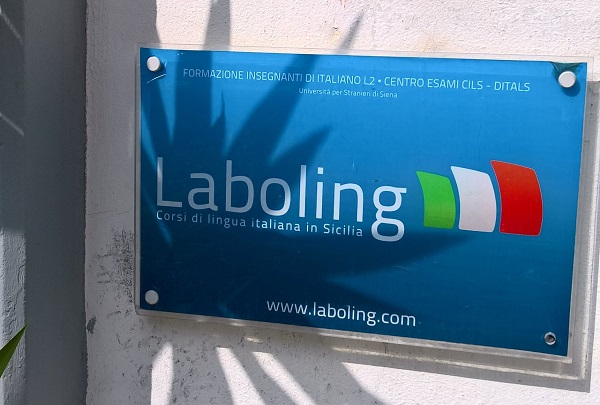 FORMAZIONE INSEGNANTI DI ITALIANO L2 • CENTRO ESAMI CILS - DITALS
Università per Stranieri di Siena
Laboling
Corsi di lingua italiana in Sicilia
www.laboling.com